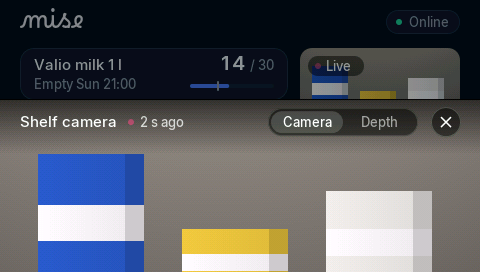 mise
Online
Valio milk 1 l
14 / 30
Empty Sun 21:00
Live
Shelf camera
2 s ago
Camera
Depth